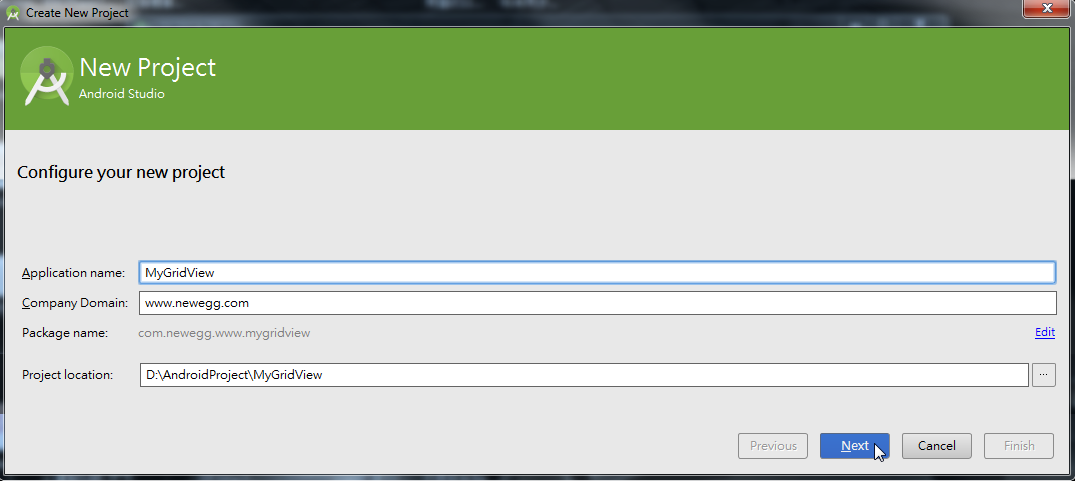 Create New Project
New Project
Android Studio
Configure your new project
Application name: MyGridView
Company Domain: www.newegg.com
Package name: com.newegg.www.mygridview Edit
Project location: D:\AndroidProject\MyGridView ...
Previous Next Cancel Finish